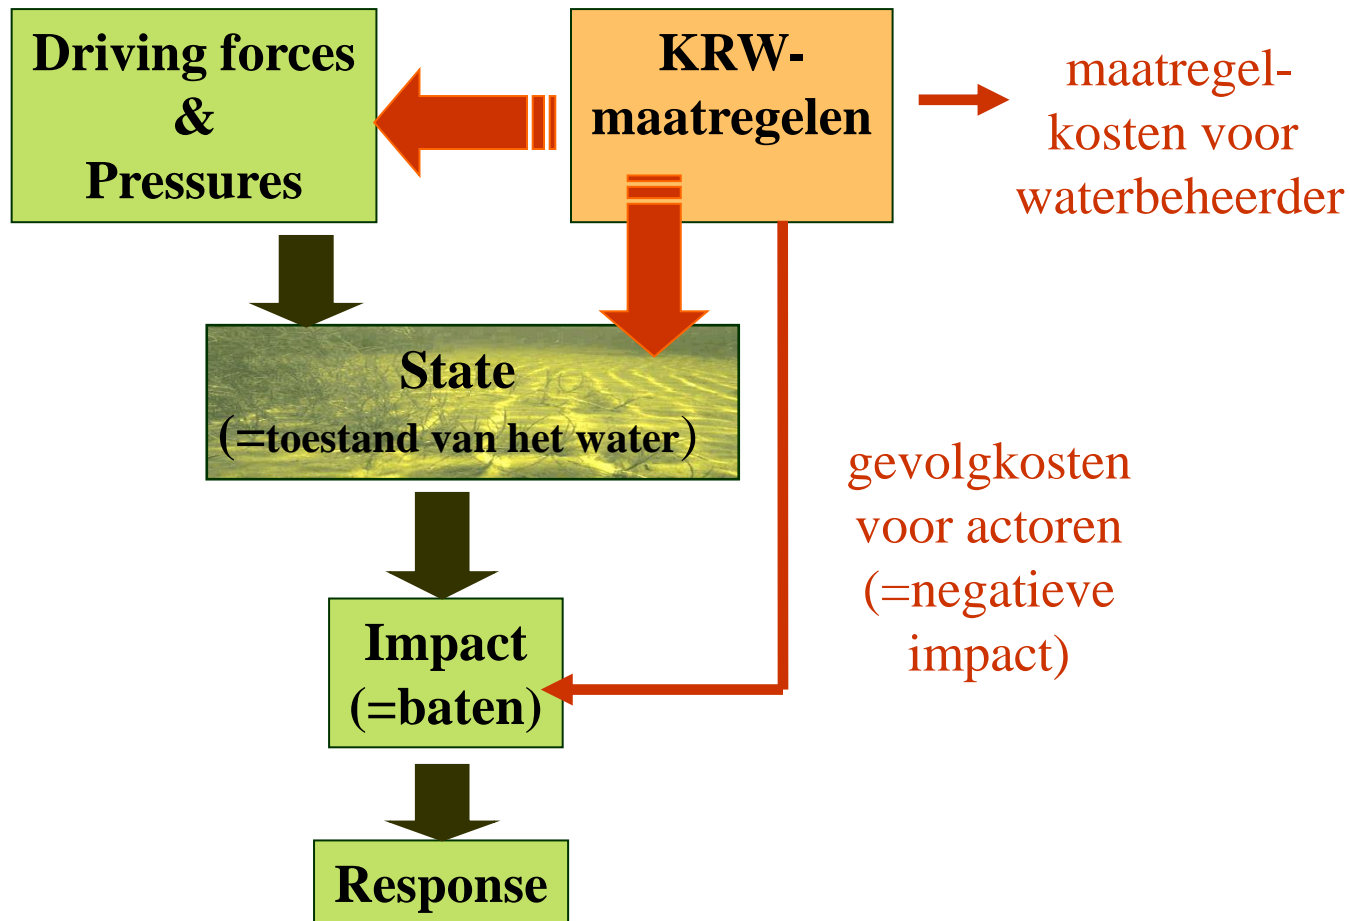 Driving forces
&
Pressures
KRW-
maatregelen
maatregel-
kosten voor
waterbeheerder
State
(=toestand van het water)
gevolgkosten
voor actoren
(=negatieve
impact)
Impact
(=baten)
Response